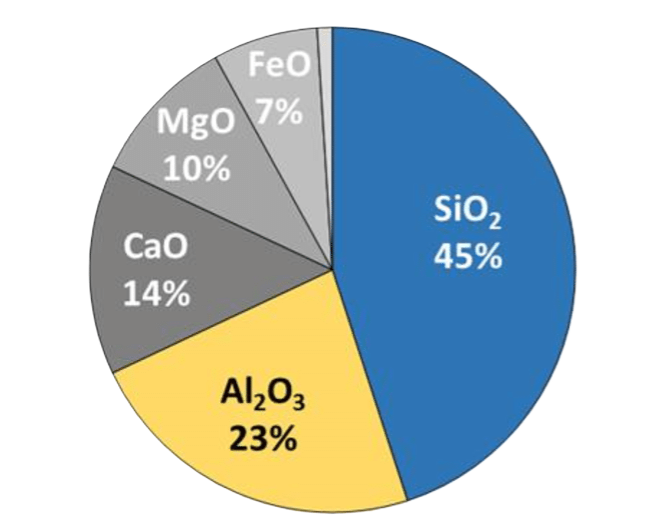 FeO
7%
MgO
10%
SiO₂
45%
CaO
14%
Al₂O₃
23%